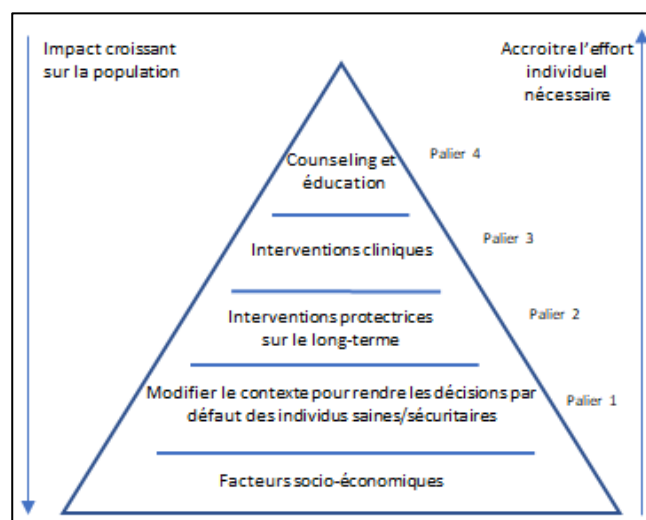 Impact croissant
sur la population
Accroitre l'effort
individuel
nécessaire
Counseling et
éducation
Palier 4
Interventions cliniques
Palier 3
Interventions protectrices
sur le long-terme
Palier 2
Modifier le contexte pour rendre les décisions par
défaut des individus saines/sécuritaires
Palier 1
Facteurs socio-économiques